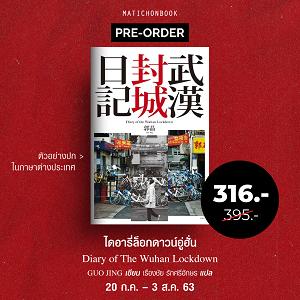 MATICHONBOOK
PRE-ORDER
武漢
封城
日記
Diary of the Wuhan Lockdown
郭晶
ตัวอย่างปก >
ในภาษาต่างประเทศ
316.-
395.-
ไดอารี่ล็อกดาวน์อู่ฮั่น
Diary of the Wuhan Lockdown
GUO JING เขียน เรืองชัย รักศรีอักษร แปล
20 ก.ค. – 3 ส.ค. 63